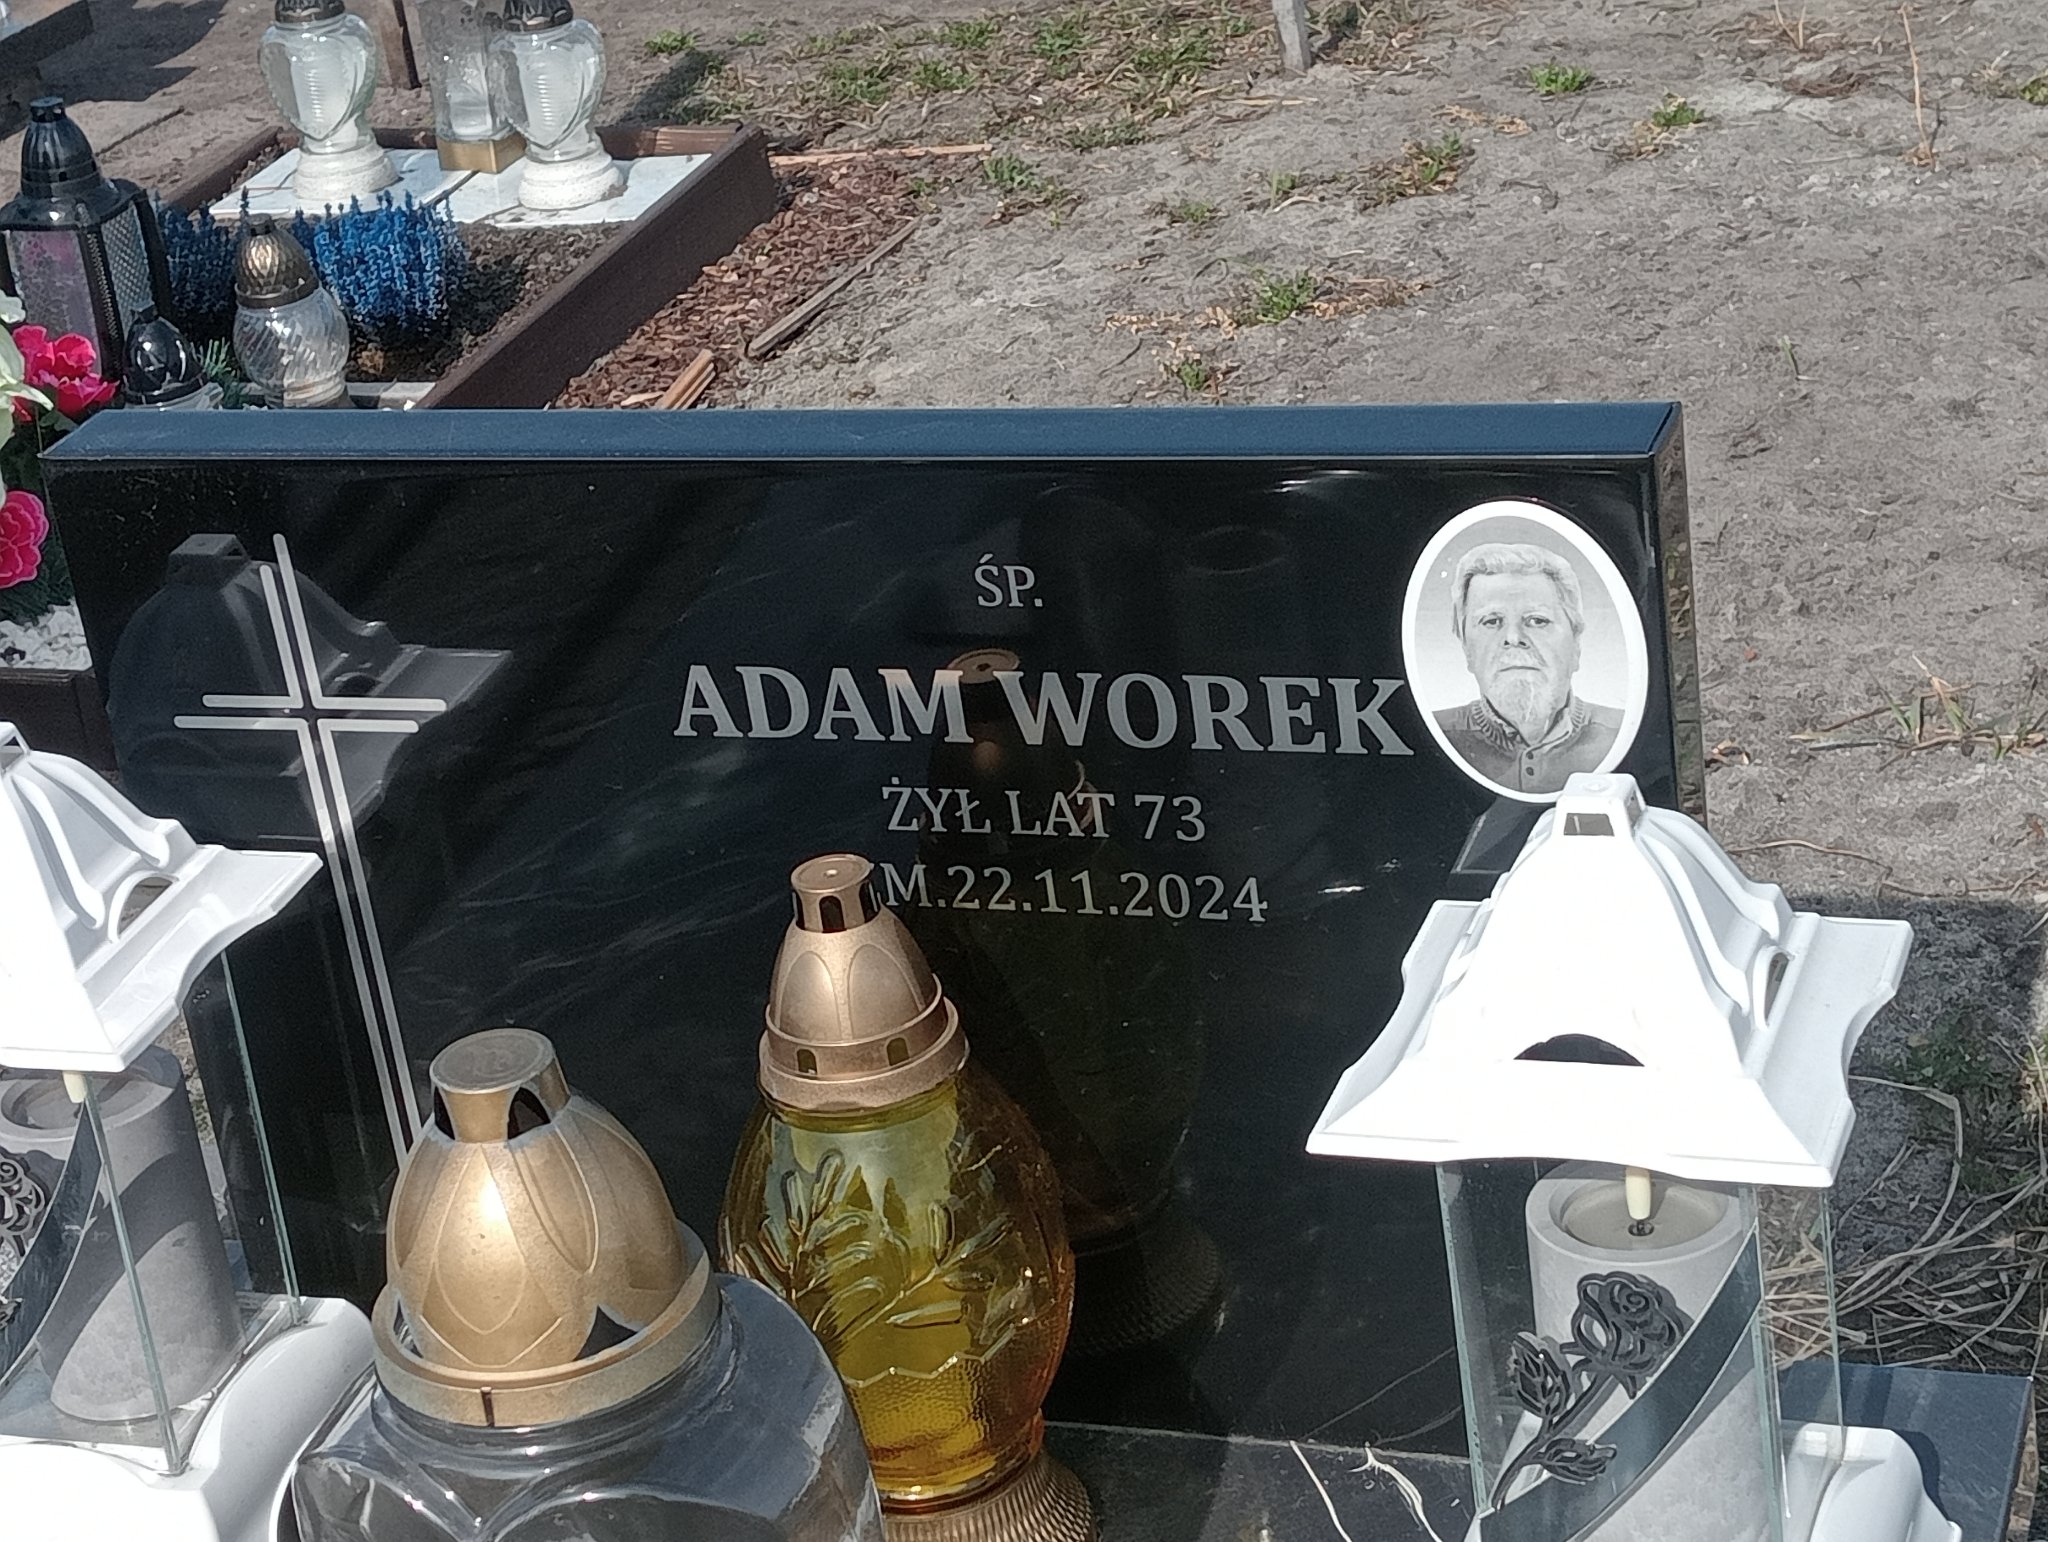 ŚP.
ADAM WOREK
ŻYŁ LAT 73
M.22.11.2024